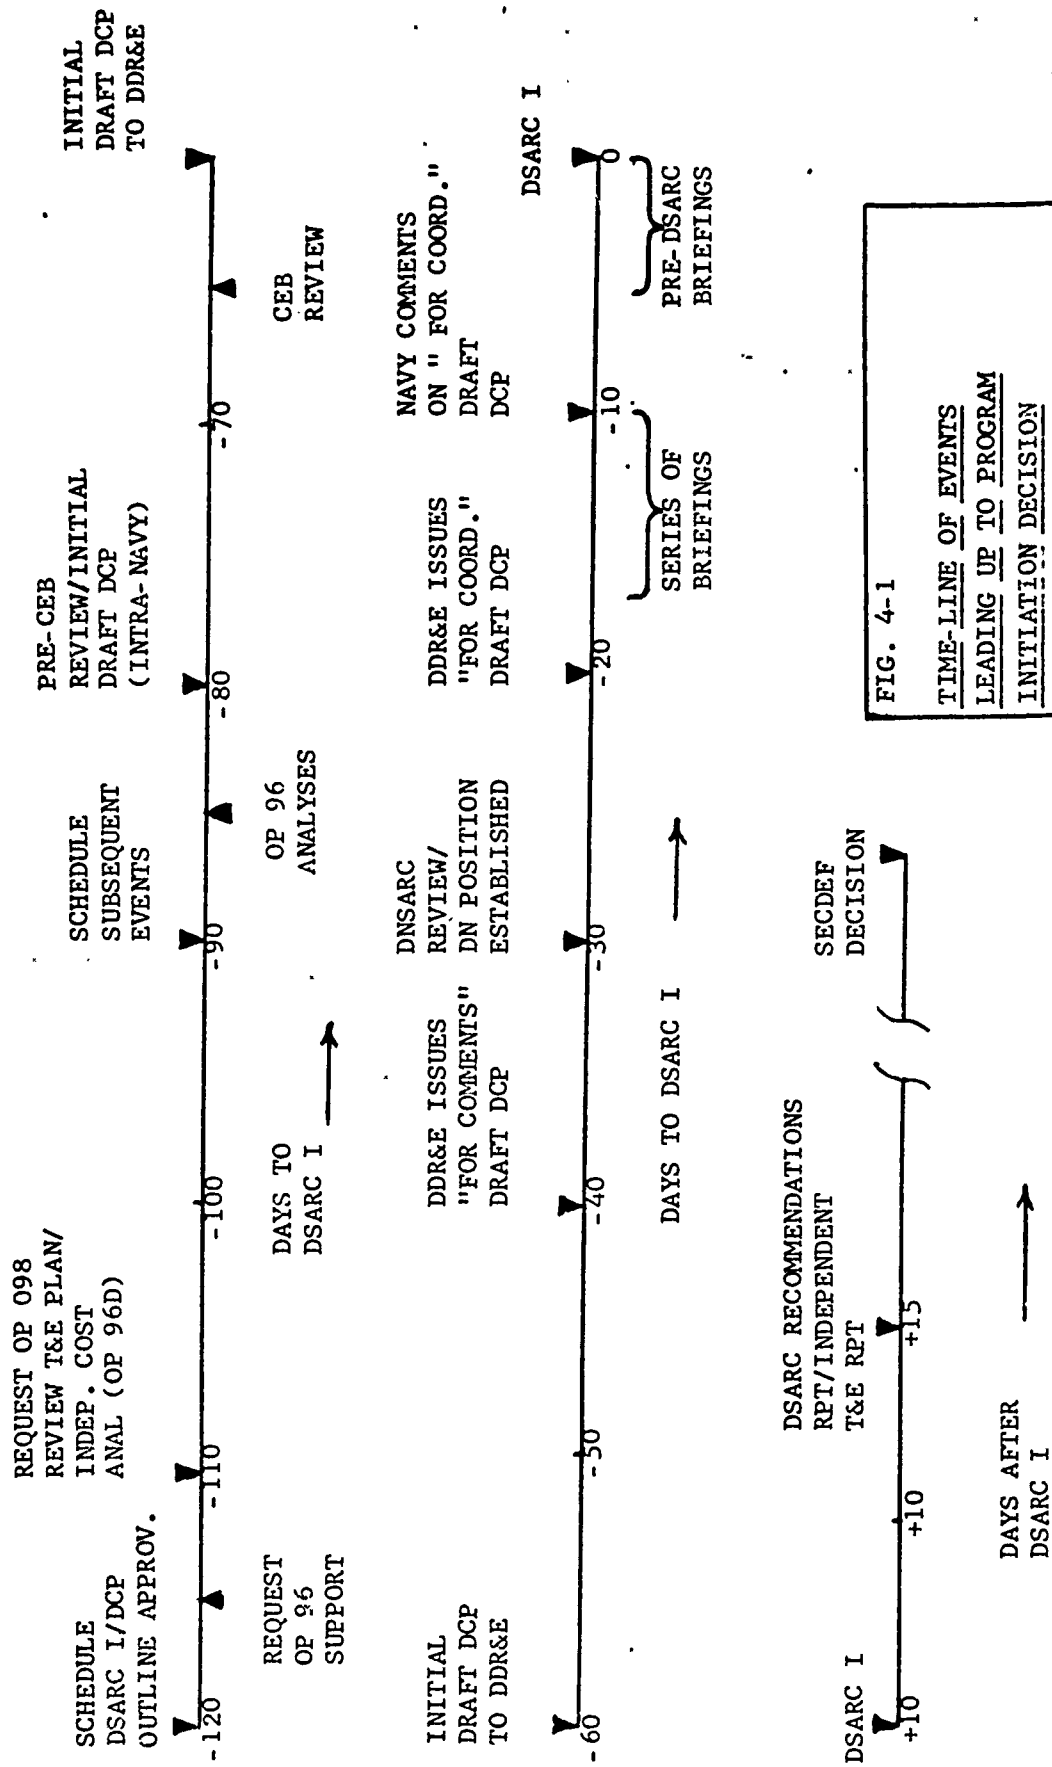 SCHEDULE
DSARC I/DCP
OUTLINE APPROV.
REQUEST OP 098
REVIEW T&E PLAN/
INDEP. COST
ANAL (OP 96D)
SCHEDULE
SUBSEQUENT
EVENTS
PRE-CEB
REVIEW/INITIAL
DRAFT DCP
(INTRA-NAVY)
INITIAL
DRAFT DCP
TO DDR&E
-120
-110
-100
-90
-80
-70
REQUEST
OP 96
SUPPORT
DAYS TO
DSARC I
OP 96
ANALYSES
CEB
REVIEW
INITIAL
DRAFT DCP
TO DDR&E
DDR&E ISSUES
"FOR COMMENTS"
DRAFT DCP
DNSARC
REVIEW/
DN POSITION
ESTABLISHED
DDR&E ISSUES
"FOR COORD."
DRAFT DCP
NAVY COMMENTS
ON " FOR COORD."
DRAFT
DCP
DSARC I
-60
-50
-40
-30
-20
-10
0
DAYS TO DSARC I
SERIES OF
BRIEFINGS
PRE-DSARC
BRIEFINGS
DSARC I
DSARC RECOMMENDATIONS
RPT/INDEPENDENT
T&E RPT
SECDEF
DECISION
+10
+10
+15
DAYS AFTER
DSARC I
FIG. 4-1
TIME-LINE OF EVENTS
LEADING UP TO PROGRAM
INITIATION DECISION